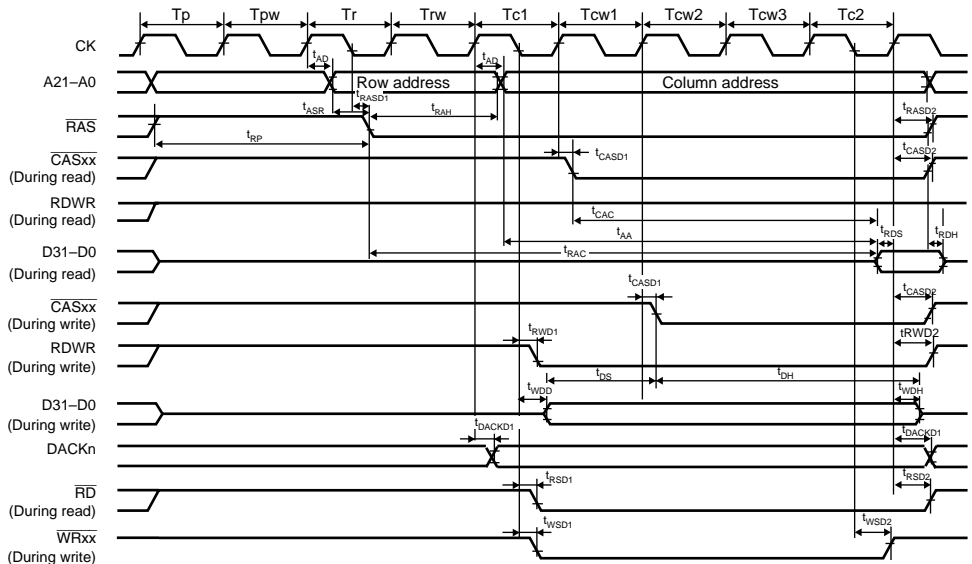 Tp Tpw Tr Trw Tc1 Tcw1 Tcw2 Tcw3 Tc2
CK
tAD tAD
A21–A0 Row address Column address
tRASD1
tASR tRAH tRASD2
RAS
tRP
CASxx tCASD1 tCASD2
(During read)
RDWR
(During read) tCAC
tAA tRDS tRDH
D31–D0 tRAC
(During read)
tCASD1 tCASD2
CASxx
(During write)
RDWR tRWD1 tRWD2
(During write)
tDS tDH
D31–D0 tWDD tWDH
(During write)
tDACKD1 tDACKD1
DACKn
RD tRSD1 tRSD2
(During read)
WRxx tWSD1 tWSD2
(During write)